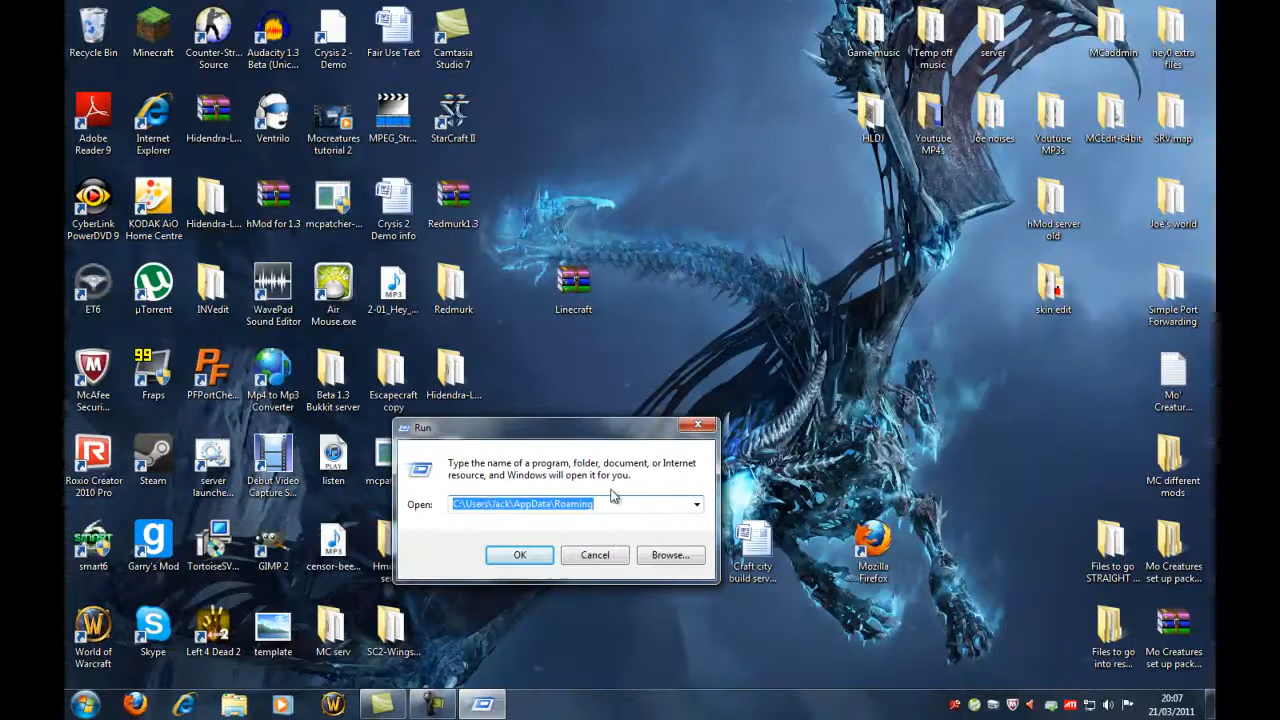 Recycle Bin
Minecraft
Counter-Str...
Source
Audacity 1.3
Beta (Unic...
Crysis 2 -
Demo
Fair Use Text
Camtasia
Studio 7
Game music
Temp off
music
server
MCadmin
hey0 extra
files
Adobe
Reader 9
Internet
Explorer
Hidendra-L...
Ventrilo
Mocreatures
tutorial 2
MPEG_Str...
StarCraft II
HLDJ
Youtube
MP4s
Joe noises
Youtube
MP3s
MCEdit-64bit
SRV map
CyberLink
PowerDVD 9
KODAK AiO
Home Centre
Hidendra-L...
hMod for 1.3
mcpatcher-...
Crysis 2
Demo info
Redmurk1.3
hMod server
old
Joe's world
ET6
µTorrent
INVedit
WavePad
Sound Editor
Air
Mouse.exe
2-01_Hey_...
Redmurk
Linecraft
skin edit
Simple Port
Forwarding
McAfee
Securi...
99
Fraps
PFPortChe...
Mp4 to Mp3
Converter
Beta 1.3
Bukkit server
Escapecraft
copy
Hidendra-L...
Mo'
Creatur...
Run
Type the name of a program, folder, document, or Internet
resource, and Windows will open it for you.
Open:
C:\Users\Jack\AppData\Roaming
OK
Cancel
Browse...
Roxio Creator
2010 Pro
Steam
server
launche...
Debut Video
Capture S...
PLAY
listen
mcpat
MC different
mods
smart6
Garry's Mod
TortoiseSV...
GIMP 2
MP3
censor-bee...
Hmo
se
Craft city
build serv...
Mozilla
Firefox
Files to go
STRAIGHT ...
Mo Creatures
set up pack...
World of
Warcraft
Skype
Left 4 Dead 2
template
MC serv
SC2-Wings...
Files to go
into res...
Mo Creatures
set up pack...
20:07
21/03/2011